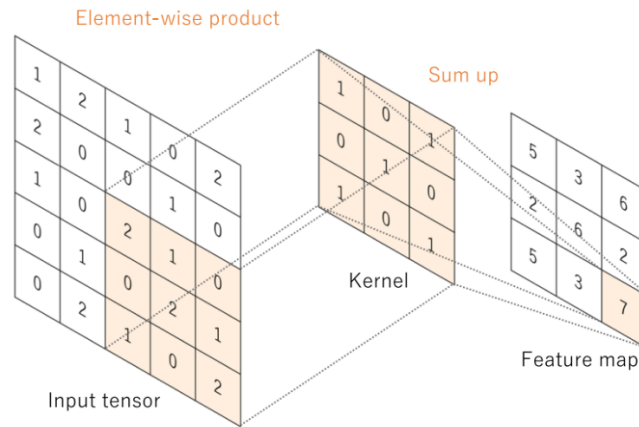 Element-wise product
Sum up
1 2 1 0 2
2 0 0 1 0
1 0 2 1 0
0 1 0 2 1
0 2 1 0 2
Input tensor
1 0 1
0 1 0
1 0 1
Kernel
5 3 6
2 6 2
5 3 7
Feature map